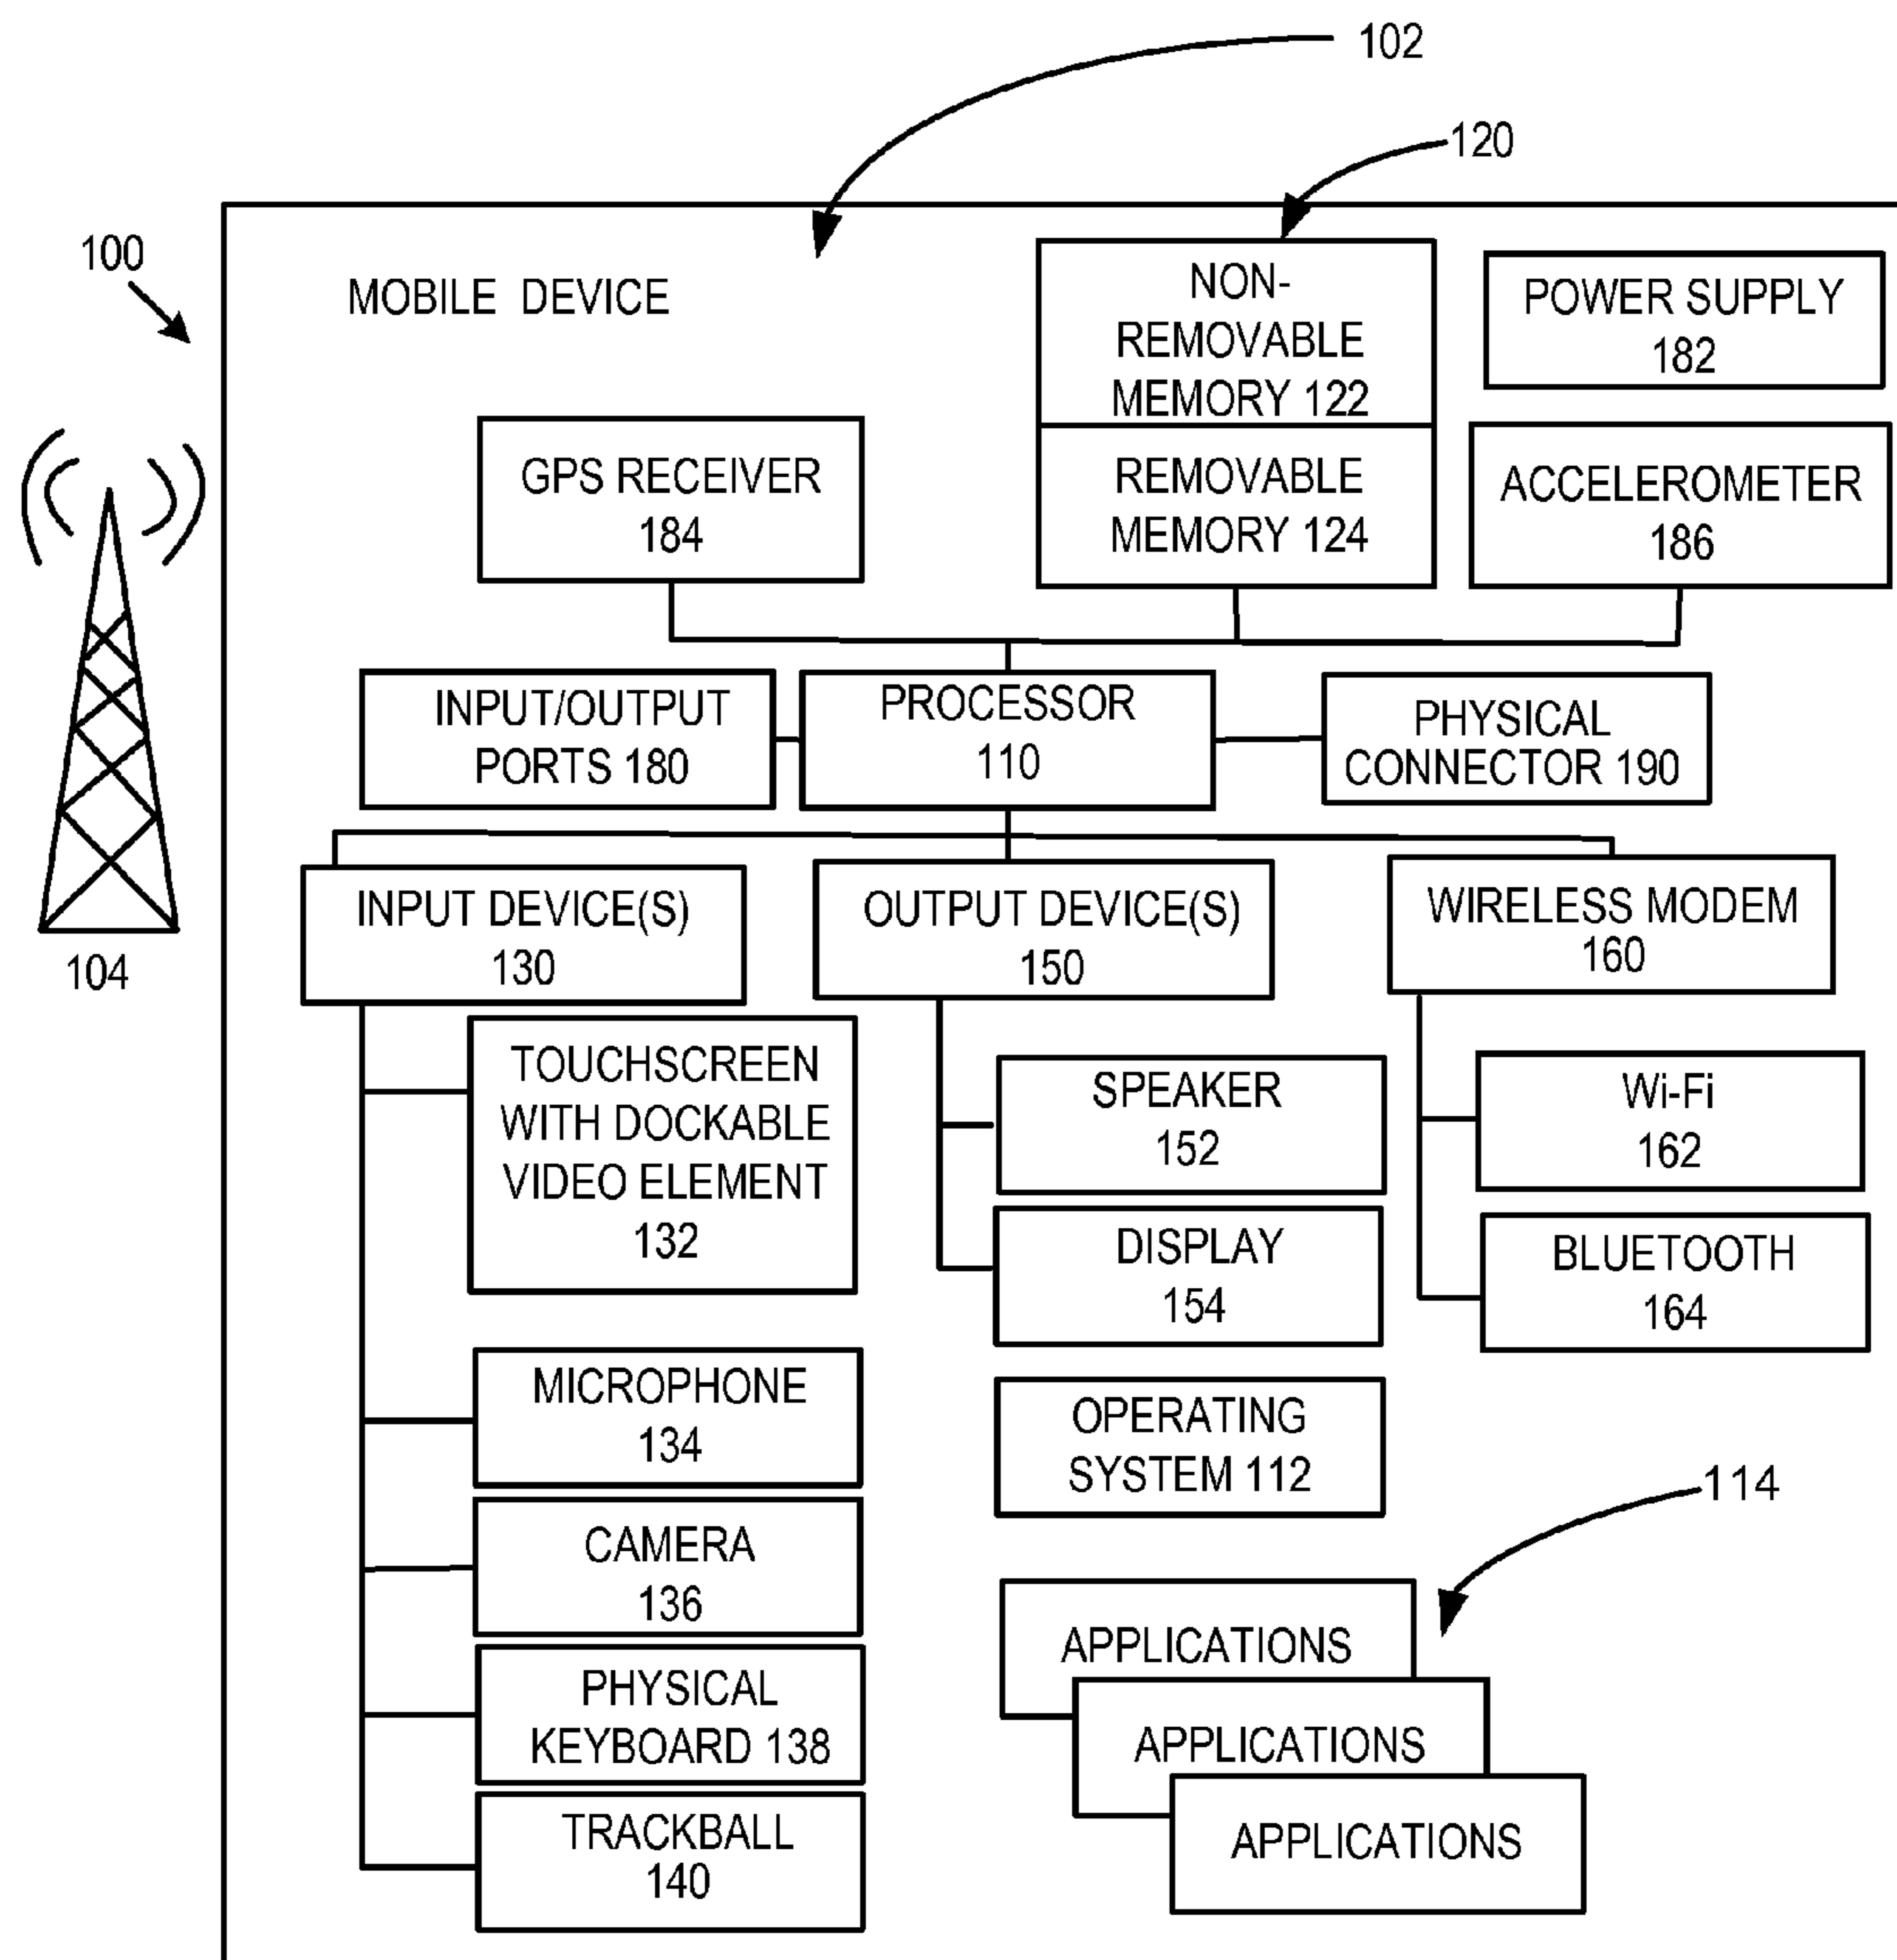 102
120
100
MOBILE DEVICE
NON-
REMOVABLE
MEMORY 122
POWER SUPPLY
182
GPS RECEIVER
184
REMOVABLE
MEMORY 124
ACCELEROMETER
186
INPUT/OUTPUT
PORTS 180
PROCESSOR
110
PHYSICAL
CONNECTOR 190
104
INPUT DEVICE(S)
130
OUTPUT DEVICE(S)
150
WIRELESS MODEM
160
TOUCHSCREEN
WITH DOCKABLE
VIDEO ELEMENT
132
SPEAKER
152
Wi-Fi
162
DISPLAY
154
BLUETOOTH
164
MICROPHONE
134
OPERATING
SYSTEM 112
114
CAMERA
136
APPLICATIONS
PHYSICAL
KEYBOARD 138
APPLICATIONS
TRACKBALL
140
APPLICATIONS